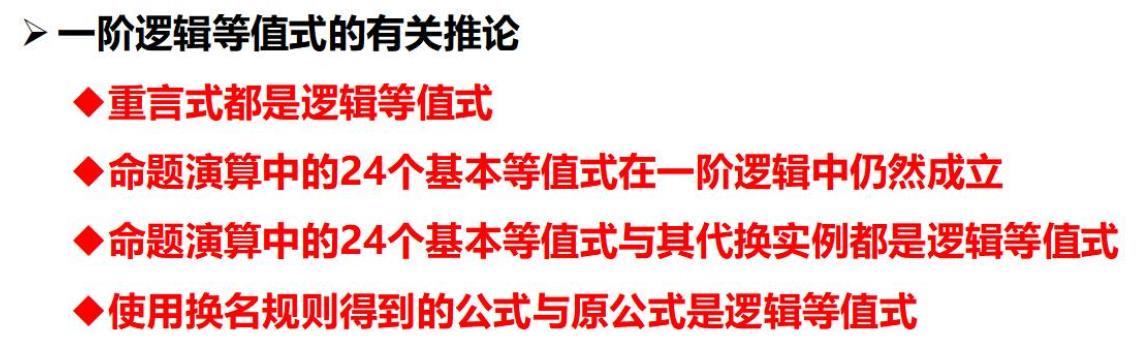 ➢ 一阶逻辑等值式的有关推论
◆重言式都是逻辑等值式
◆命题演算中的24个基本等值式在一阶逻辑中仍然成立
◆命题演算中的24个基本等值式与其代换实例都是逻辑等值式
◆使用换名规则得到的公式与原公式是逻辑等值式